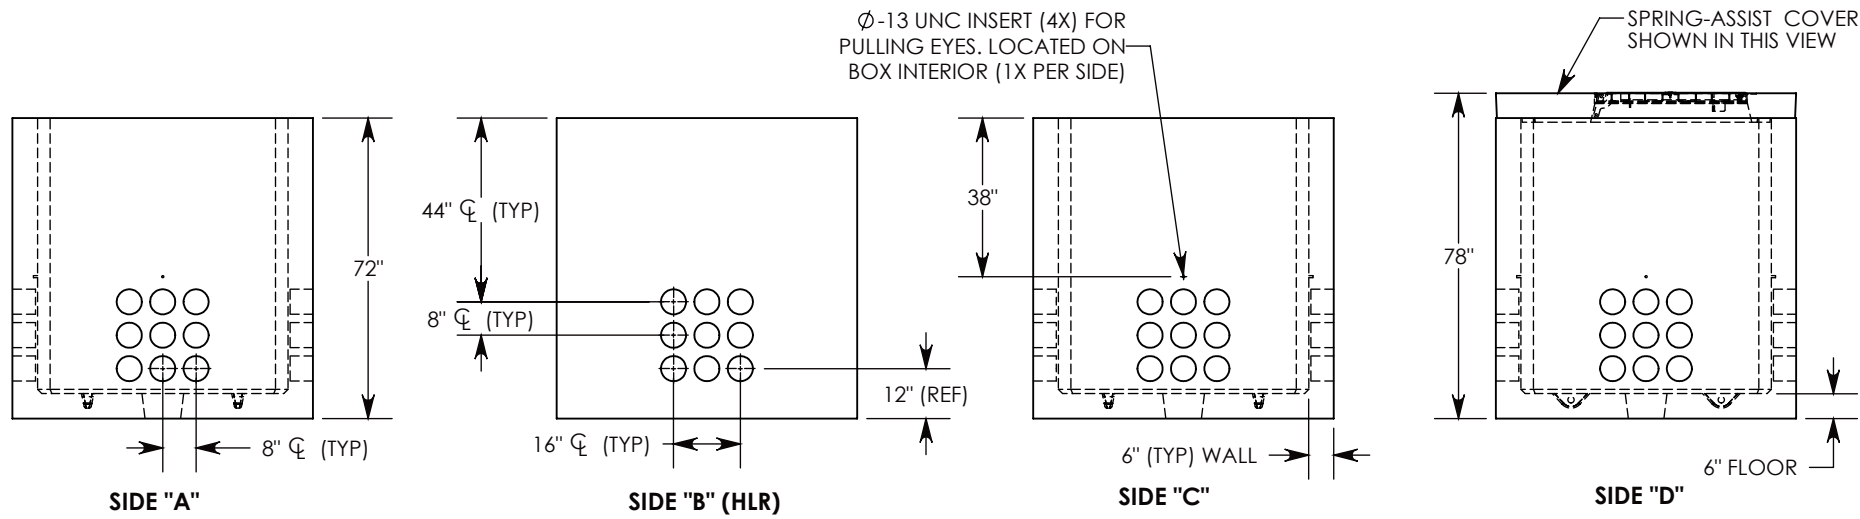 Ø-13 UNC INSERT (4X) FOR
PULLING EYES. LOCATED ON
BOX INTERIOR (1X PER SIDE)
SPRING-ASSIST COVER
SHOWN IN THIS VIEW
72"
44" ℄ (TYP)
8" ℄ (TYP)
38"
78"
12" (REF)
8" ℄ (TYP)
16" ℄ (TYP)
6" (TYP) WALL
6" FLOOR
SIDE "A"
SIDE "B" (HLR)
SIDE "C"
SIDE "D"